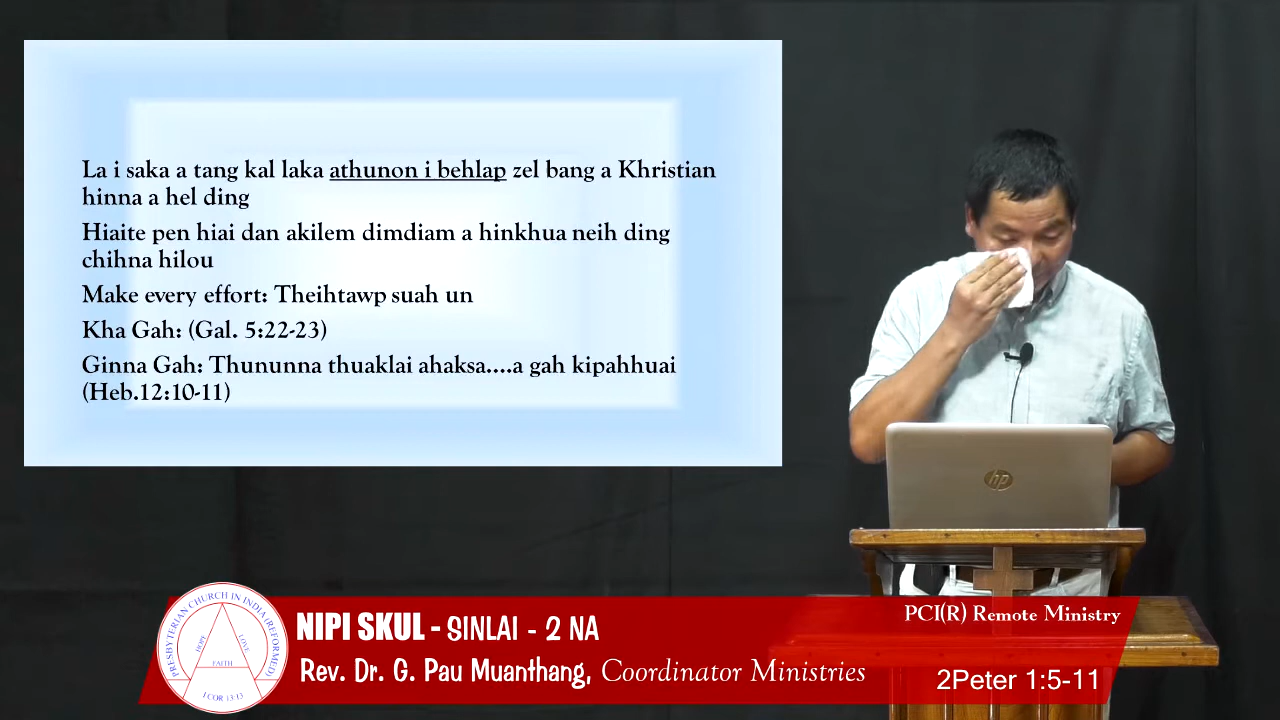 La i saka a tang kal laka athunon i behlap zel bang a Khristian
hinna a hel ding
Hiaite pen hiai dan akilem dimdiam a hinkhua neih ding
chihna hilou
Make every effort: Theihtawp suah un
Kha Gah: (Gal. 5:22-23)
Ginna Gah: Thununna thuaklai ahaksa....a gah kipahhuai
(Heb.12:10-11)
hp
PRESBYTERIAN CHURCH IN INDIA (REFORMED)
HOPE
LOVE
FAITH
I COR 13:13
NIPI SKUL - SINLAI - 2 NA
Rev. Dr. G. Pau Muanthang, Coordinator Ministries
PCI(R) Remote Ministry
2Peter 1:5-11